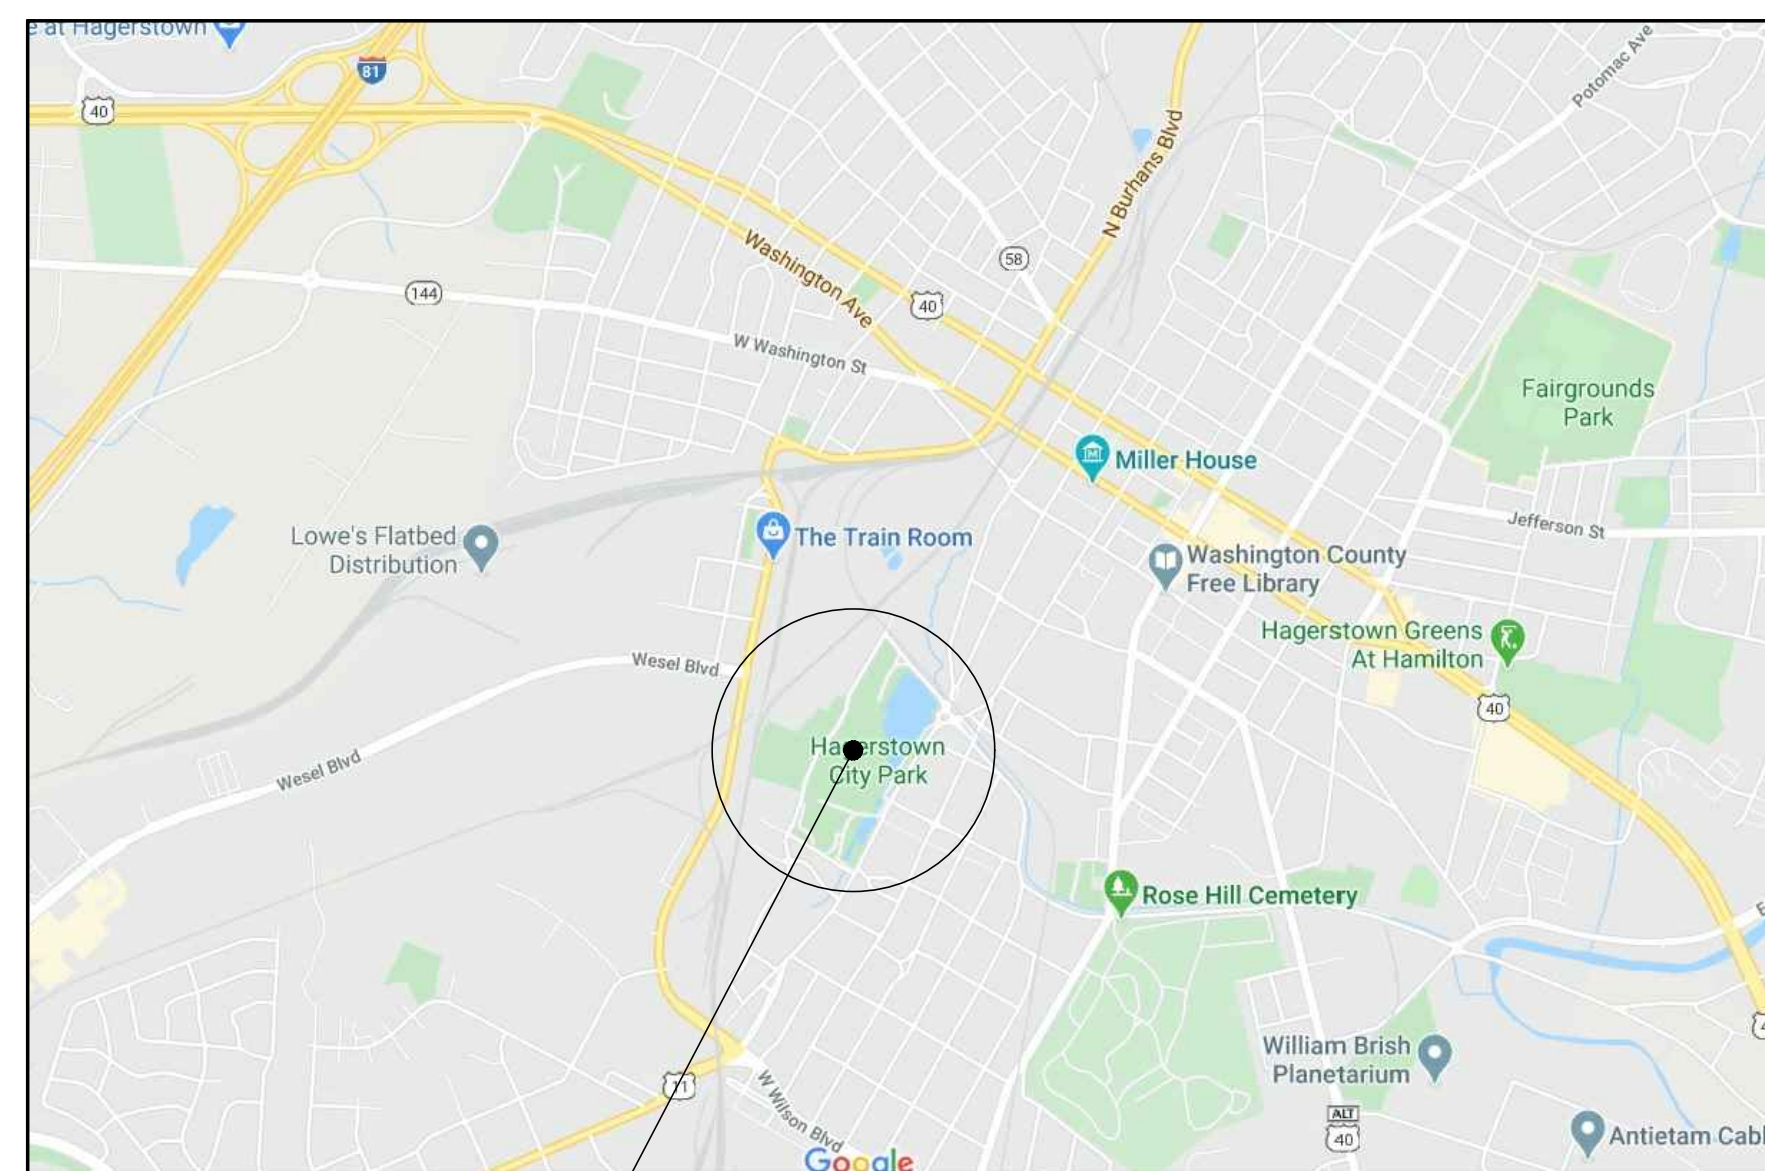 e at Hagerstown
81
40
Potomac Ave
N Burhans Blvd
Washington Ave
58
144
40
W Washington St
Fairgrounds
Park
Miller House
Lowe's Flatbed
Distribution
The Train Room
Jefferson St
Washington County
Free Library
Hagerstown Greens
At Hamilton
Wesel Blvd
40
Hagerstown
City Park
Wesel Blvd
Rose Hill Cemetery
William Brish
Planetarium
11
W Wilson Blvd
ALT
40
Antietam Cabl
Google